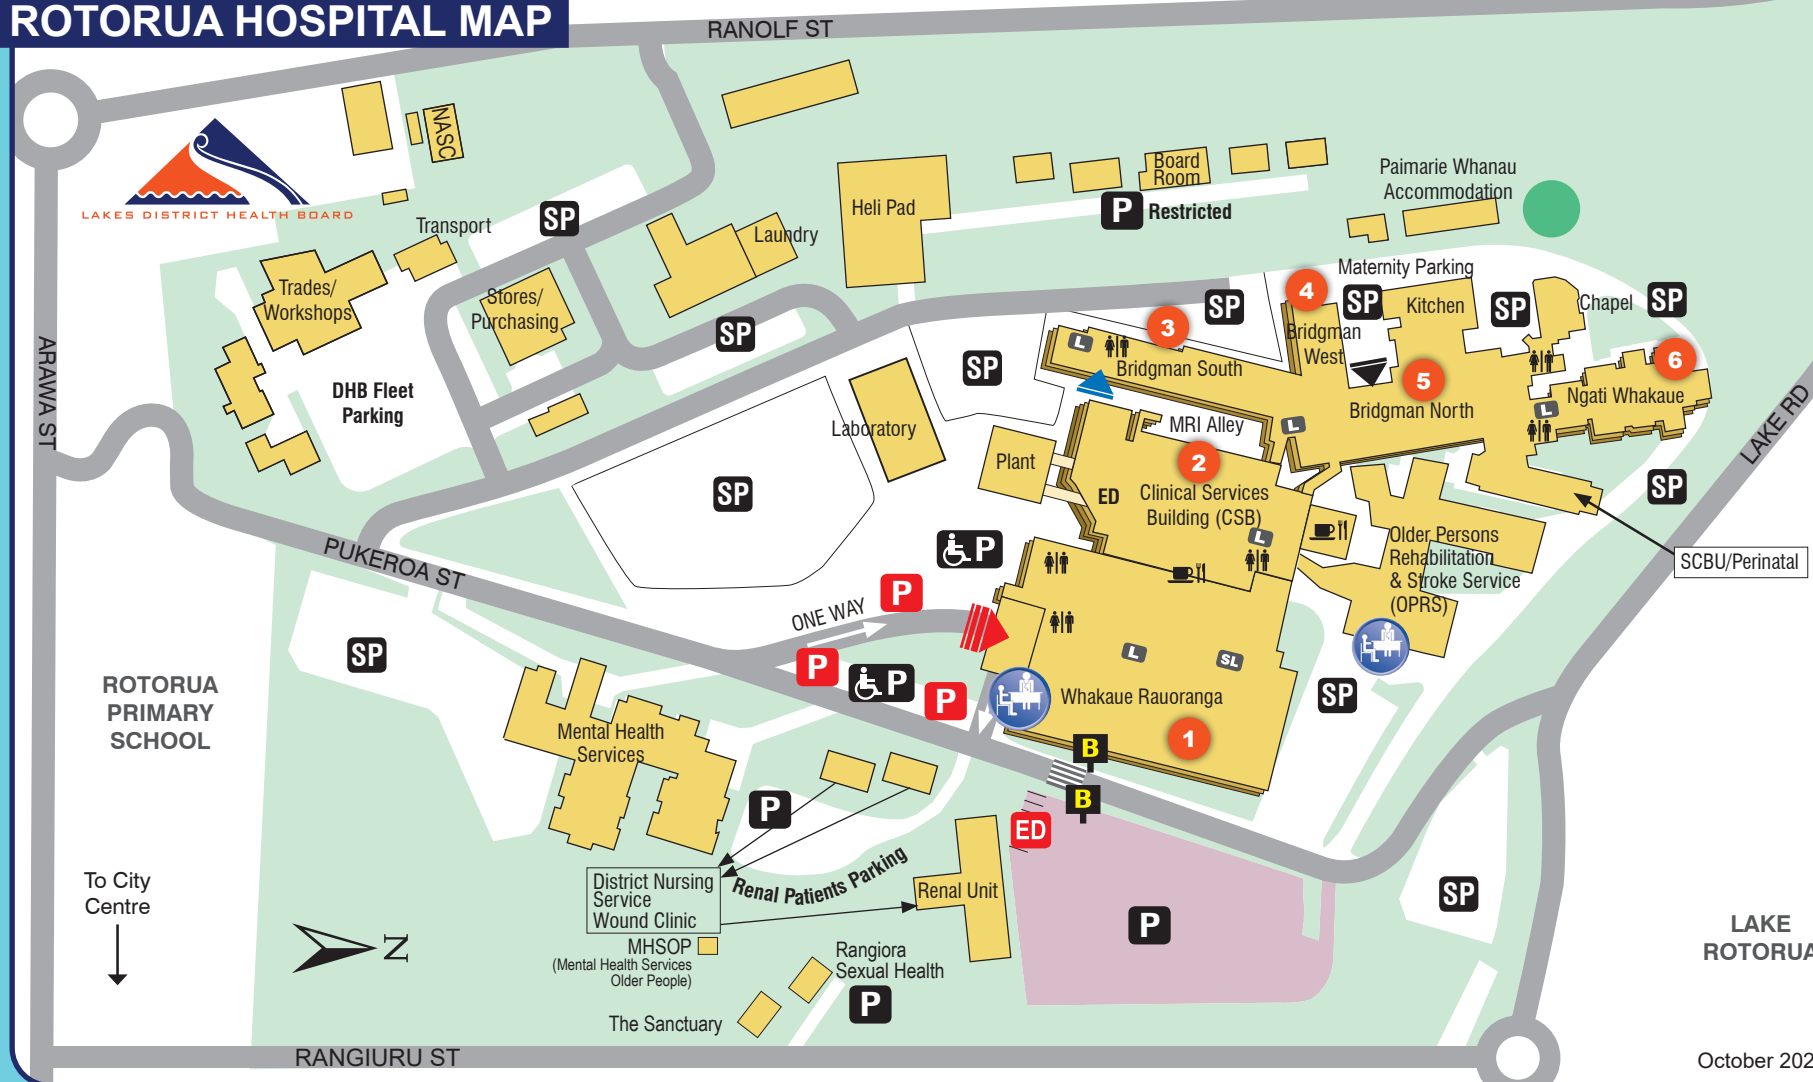 ROTORUA HOSPITAL MAP
RANOLF ST
NASC
LAKES DISTRICT HEALTH BOARD
Transport
SP
Heli Pad
Board
Room
P Restricted
Paimarie Whanau
Accommodation
Laundry
Trades/
Workshops
Stores/
Purchasing
SP
Maternity Parking
4
SP
SP
Kitchen
SP
Chapel
SP
3
Bridgman
West
L
Bridgman South
SP
5
Bridgman North
6
Ngati Whakaue
L
L
ARAWA ST
DHB Fleet
Parking
Laboratory
MRI Alley
2
LAKE RD
Plant
ED
Clinical Services
Building (CSB)
L
SP
SP
Older Persons
Rehabilitation
& Stroke Service
(OPRS)
SCBU/Perinatal
PUKEROA ST
P
P
ONE WAY
P
P
P
P
SP
L
SL
Whakaue Rauoranga
SP
1
ROTORUA
PRIMARY
SCHOOL
Mental Health
Services
B
B
P
ED
To City
Centre
District Nursing
Service
Wound Clinic
Renal Patients Parking
Renal Unit
P
SP
LAKE
ROTORUA
N
MHSOP
(Mental Health Services
Older People)
Rangiora
Sexual Health
P
The Sanctuary
RANGIURU ST
October 202